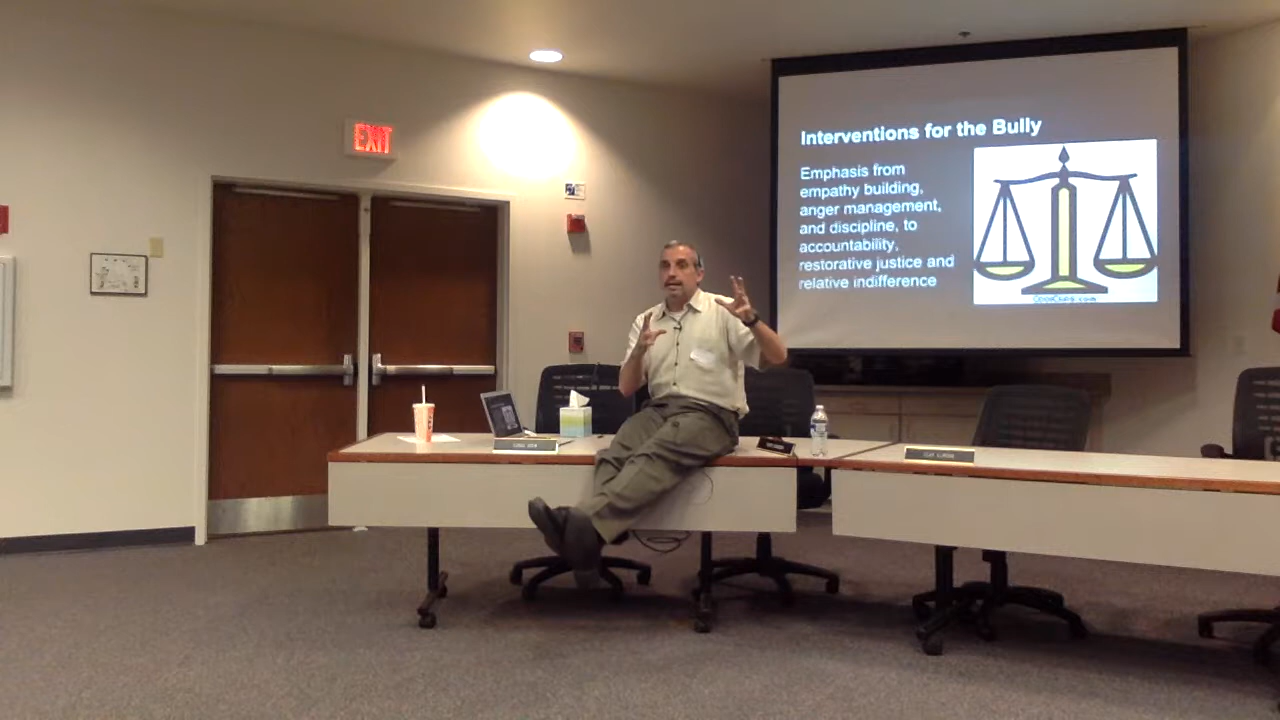 EXIT
Interventions for the Bully
Emphasis from
empathy building,
anger management,
and discipline, to
accountability,
restorative justice and
relative indifference